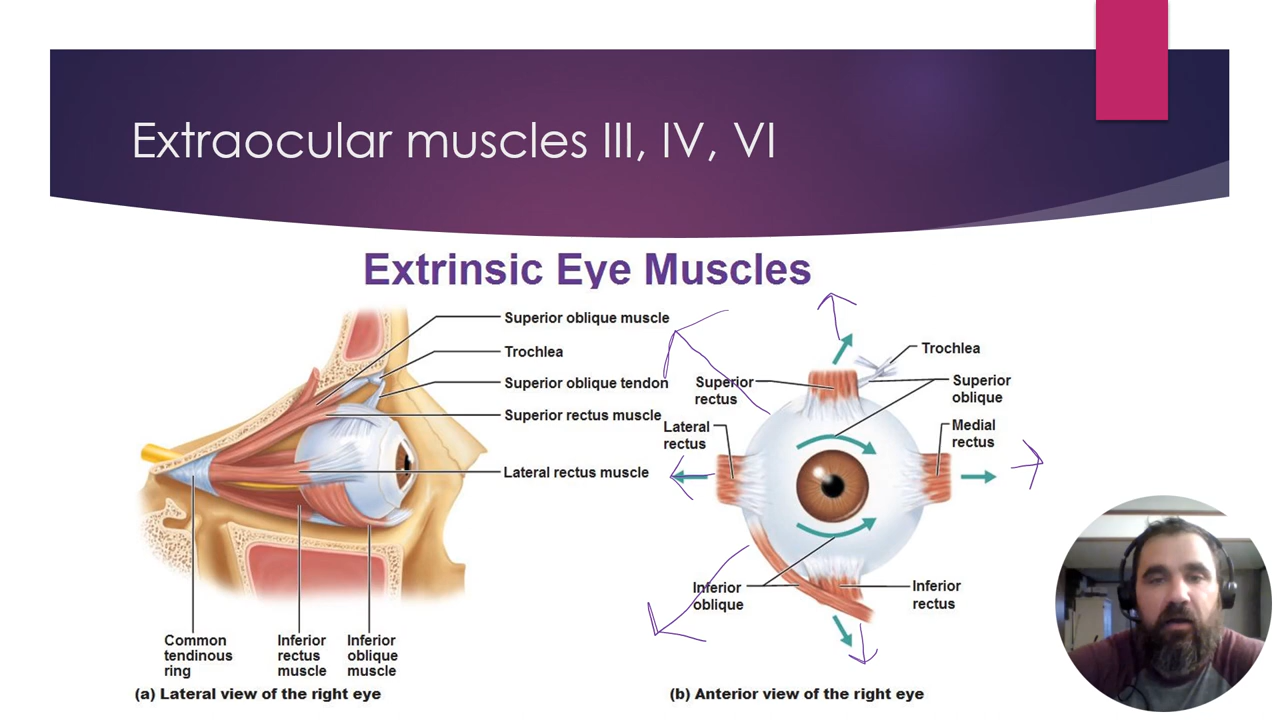 Extraocular muscles III, IV, VI
Extrinsic Eye Muscles
Superior oblique muscle
Trochlea
Superior oblique tendon
Superior rectus muscle
Lateral rectus muscle
Common
tendinous
ring
Inferior
rectus
muscle
Inferior
oblique
muscle
(a) Lateral view of the right eye
Trochlea
Superior
rectus
Superior
oblique
Lateral
rectus
Medial
rectus
Inferior
oblique
Inferior
rectus
(b) Anterior view of the right eye